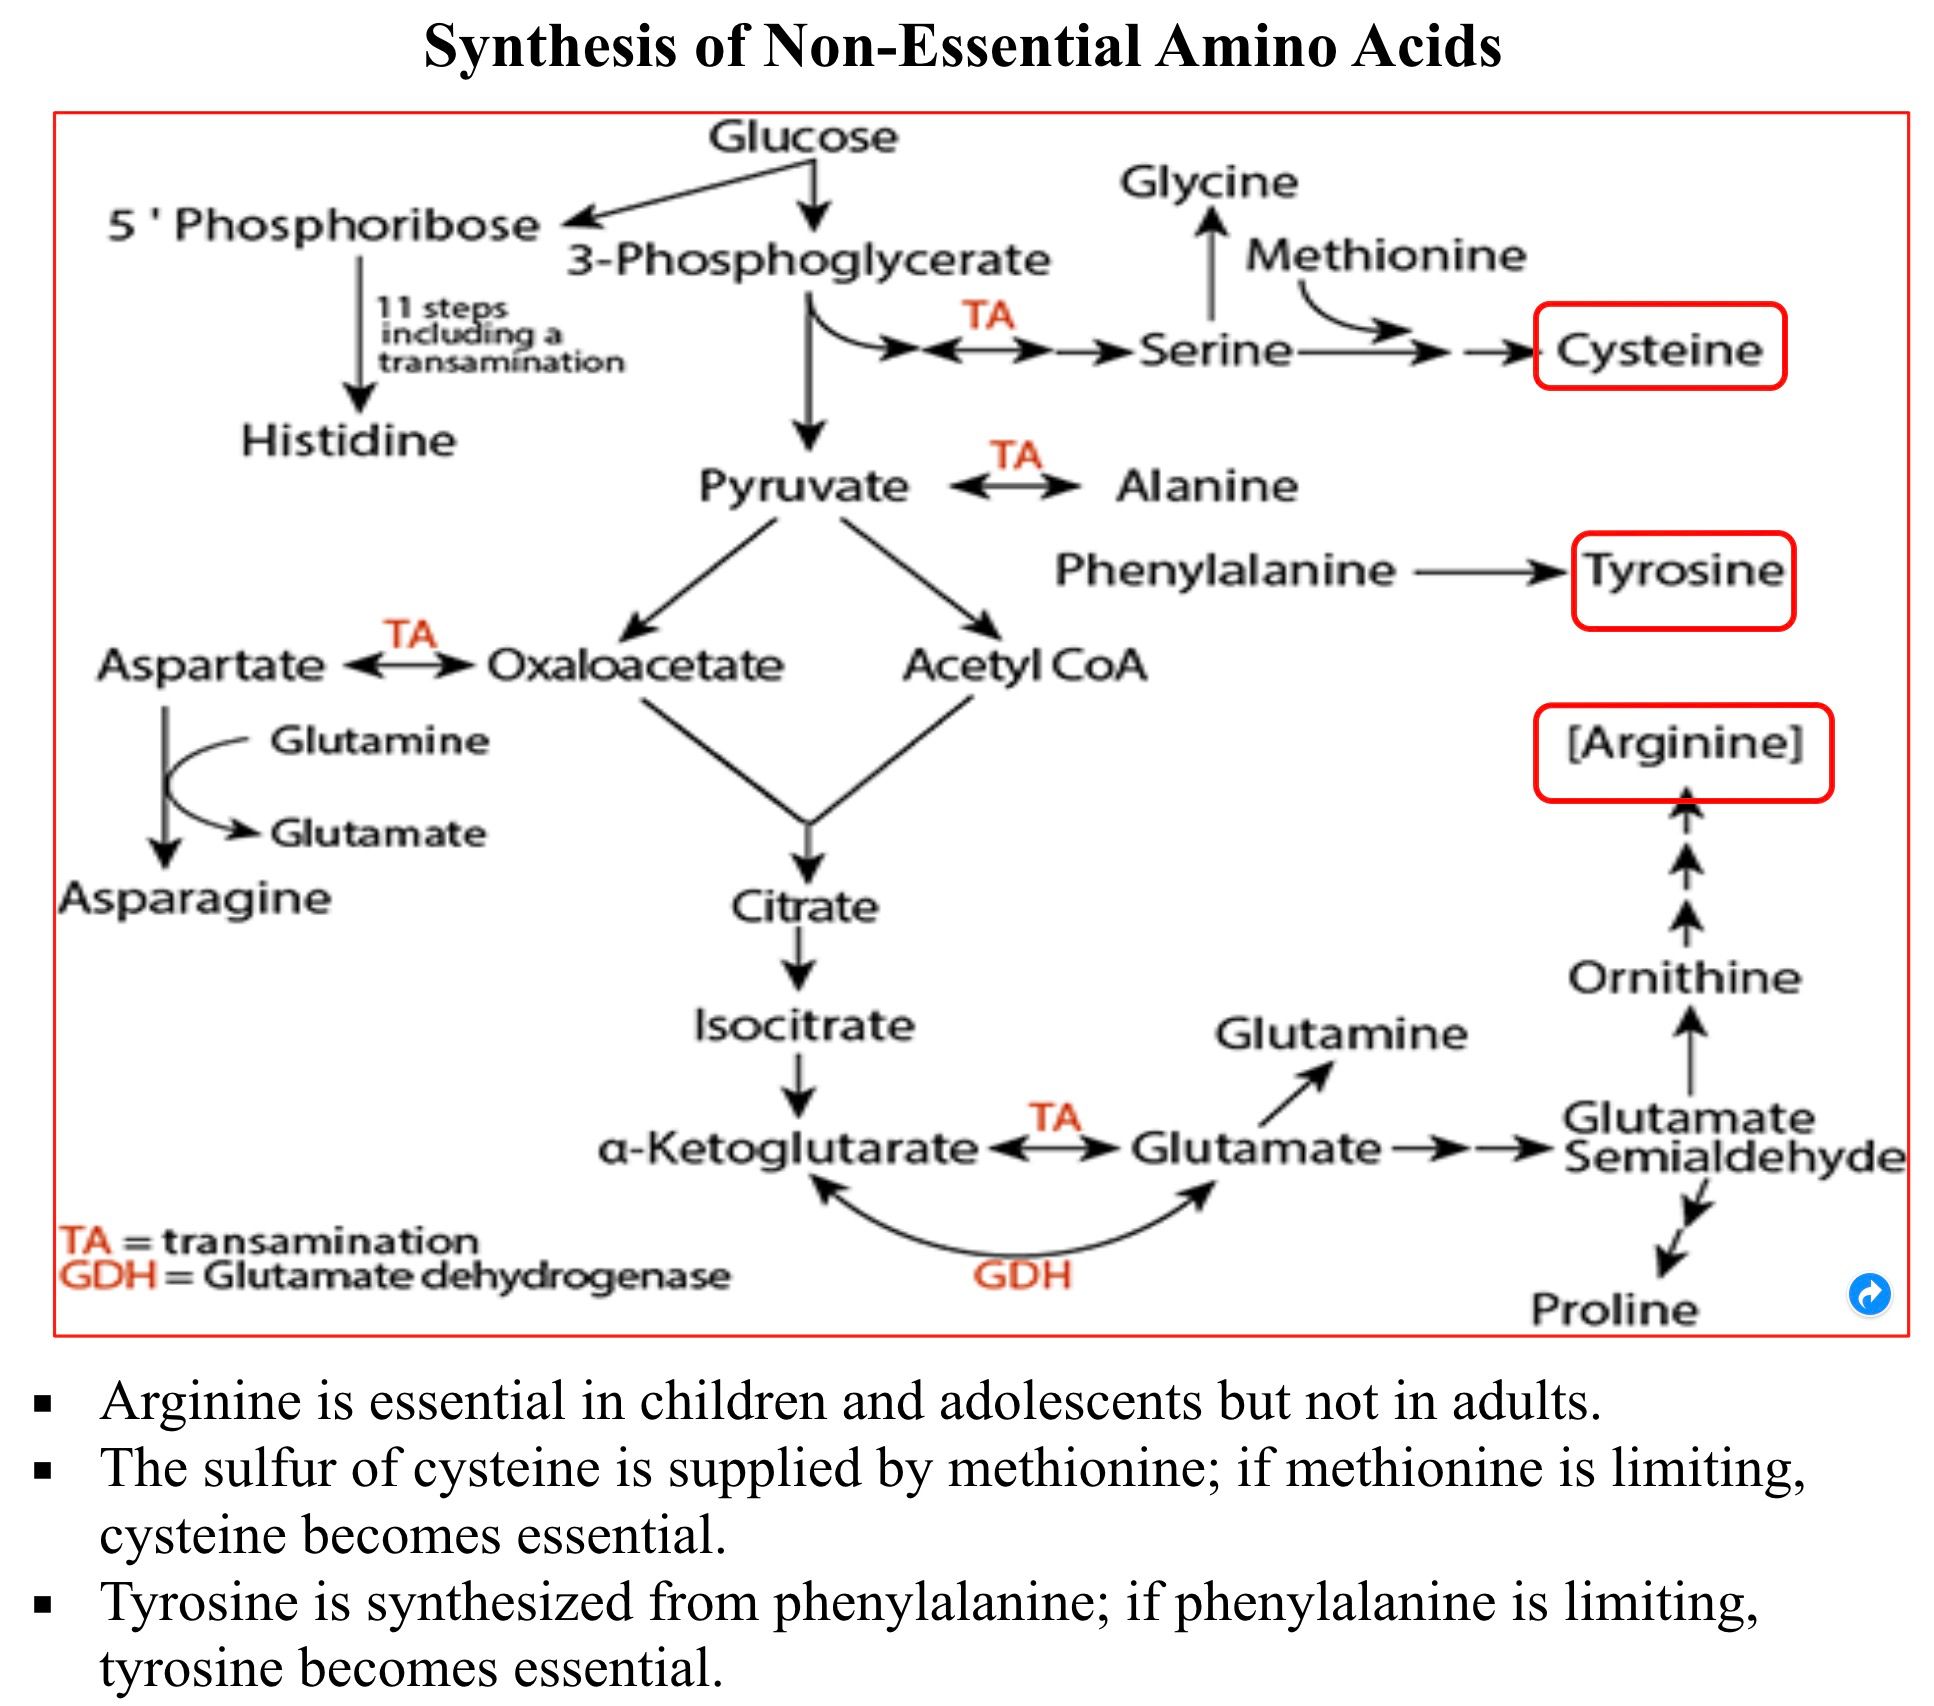 Synthesis of Non-Essential Amino Acids
Glucose
Glycine
5 ' Phosphoribose
3-Phosphoglycerate
Methionine
11 steps
including a
transamination
TA
Serine
Cysteine
Histidine
TA
Pyruvate
Alanine
Phenylalanine
Tyrosine
TA
Aspartate
Oxaloacetate
Acetyl CoA
Glutamine
[Arginine]
Glutamate
Asparagine
Citrate
Ornithine
Isocitrate
Glutamine
TA
α-Ketoglutarate
Glutamate
Glutamate
Semialdehyde
TA = transamination
GDH = Glutamate dehydrogenase
GDH
Proline
▪ Arginine is essential in children and adolescents but not in adults.
▪ The sulfur of cysteine is supplied by methionine; if methionine is limiting,
cysteine becomes essential.
▪ Tyrosine is synthesized from phenylalanine; if phenylalanine is limiting,
tyrosine becomes essential.